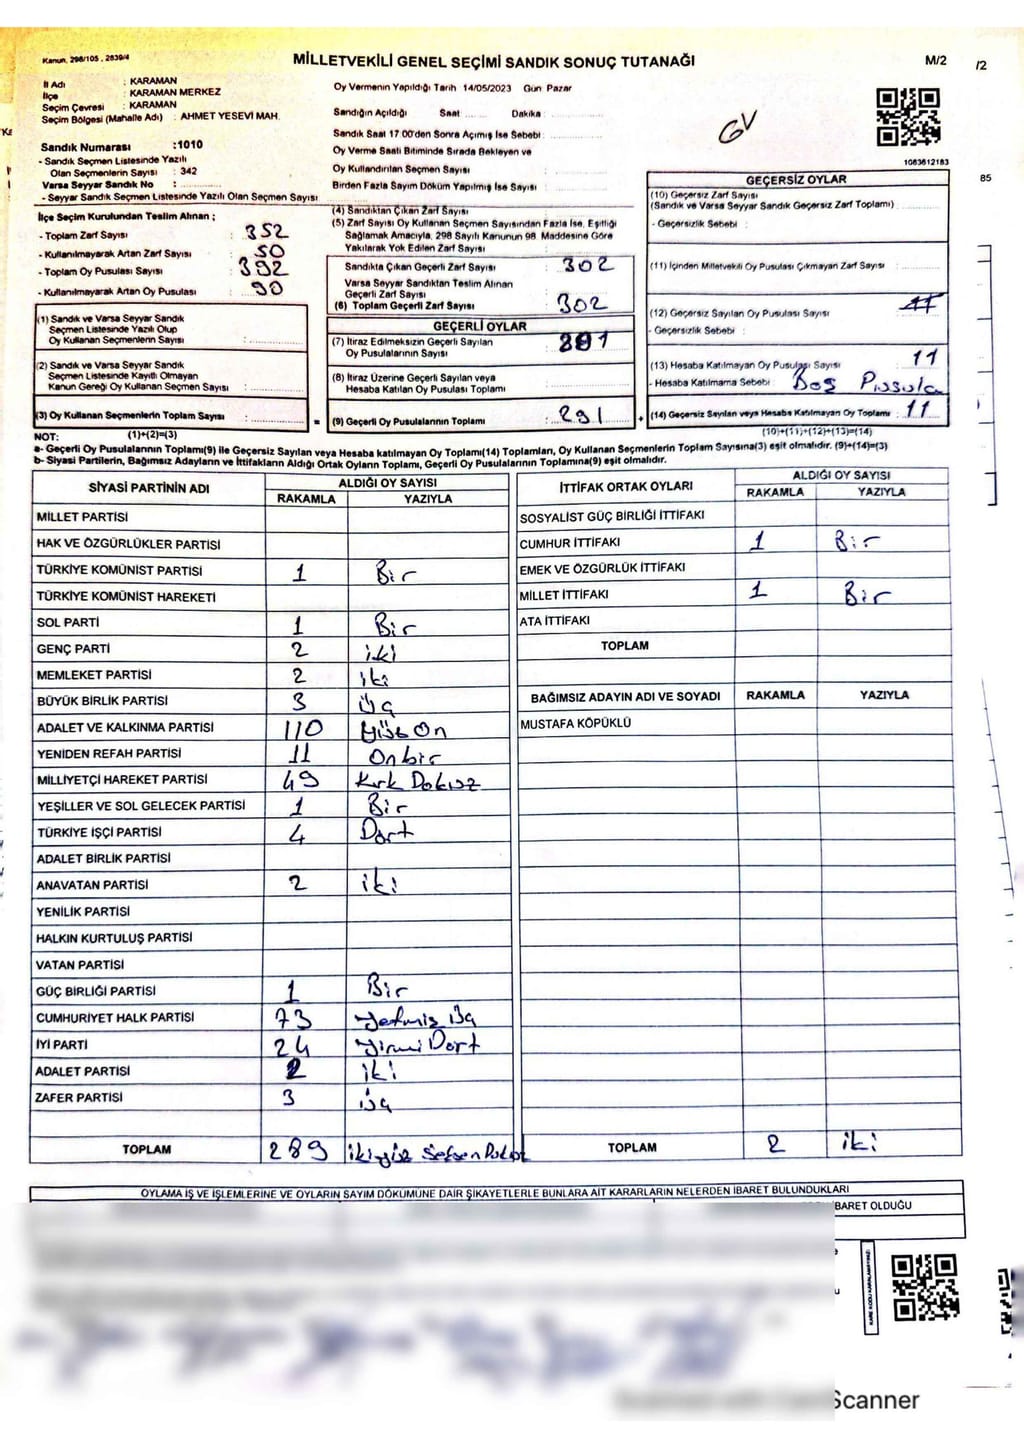 Kanun, 298/105 , 2839/4
MİLLETVEKİLİ GENEL SEÇİMİ SANDIK SONUÇ TUTANAĞI
M/2
/2
İl Adı : KARAMAN
İlçe : KARAMAN MERKEZ
Seçim Çevresi : KARAMAN
Seçim Bölgesi (Mahalle Adı) : AHMET YESEVİ MAH.
Sandık Numarası :1010
- Sandık Seçmen Listesinde Yazılı
Olan Seçmenlerin Sayısı : 342
Varsa Seyyar Sandık No :
- Seyyar Sandık Seçmen Listesinde Yazılı Olan Seçmen Sayısı :
Oy Vermenin Yapıldığı Tarih 14/05/2023 Gün Pazar
Sandığın Açıldığı Saat Dakika :
Sandık Saat 17.00'den Sonra Açımış İse Sebebi :
Oy Verme Saati Bitiminde Sırada Bekleyen ve
Oy Kullandırılan Seçmen Sayısı :
Birden Fazla Sayım Döküm Yapılmış İse Sayısı :
GV
1083612183
85
İlçe Seçim Kurulundan Teslim Alınan ;
- Toplam Zarf Sayısı : 352
- Kullanılmayarak Artan Zarf Sayısı : 50
- Toplam Oy Pusulası Sayısı : 392
- Kullanılmayarak Artan Oy Pusulası : 90
(1) Sandık ve Varsa Seyyar Sandık
Seçmen Listesinde Yazılı Olup
Oy Kullanan Seçmenlerin Sayısı :
(2) Sandık ve Varsa Seyyar Sandık
Seçmen Listesinde Kayıtlı Olmayan
Kanun Gereği Oy Kullanan Seçmen Sayısı :
(3) Oy Kullanan Seçmenlerin Toplam Sayısı :
(1)+(2)=(3)
(4) Sandıktan Çıkan Zarf Sayısı
(5) Zarf Sayısı Oy Kullanan Seçmen Sayısından Fazla İse, Eşitliği
Sağlamak Amacıyla, 298 Sayılı Kanunun 98. Maddesine Göre
Yakılarak Yok Edilen Zarf Sayısı :
Sandıkta Çıkan Geçerli Zarf Sayısı : 302
Varsa Seyyar Sandıktan Teslim Alınan
Geçerli Zarf Sayısı :
(6) Toplam Geçerli Zarf Sayısı : 302
GEÇERLİ OYLAR
(7) İtiraz Edilmeksizin Geçerli Sayılan
Oy Pusulalarının Sayısı : 291
(8) İtiraz Üzerine Geçerli Sayılan veya
Hesaba Katılan Oy Pusulası Toplamı :
= (9) Geçerli Oy Pusulalarının Toplamı : 291 +
GEÇERSİZ OYLAR
(10) Geçersiz Zarf Sayısı
(Sandık ve Varsa Seyyar Sandık Geçersiz Zarf Toplamı) :
- Geçersizlik Sebebi :
(11) İçinden Milletvekili Oy Pusulası Çıkmayan Zarf Sayısı :
(12) Geçersiz Sayılan Oy Pusulası Sayısı : 11
- Geçersizlik Sebebi :
(13) Hesaba Katılmayan Oy Pusulası Sayısı : 11
- Hesaba Katılmama Sebebi : Boş Pussula
(14) Geçersiz Sayılan veya Hesaba Katılmayan Oy Toplamı : 11
(10)+(11)+(12)+(13)=(14)
NOT:
a- Geçerli Oy Pusulalarının Toplamı(9) ile Geçersiz Sayılan veya Hesaba katılmayan Oy Toplamı(14) Toplamları, Oy Kullanan Seçmenlerin Toplam Sayısına(3) eşit olmalıdır. (9)+(14)=(3)
b- Siyasi Partilerin, Bağımsız Adayların ve İttifakların Aldığı Ortak Oyların Toplamı, Geçerli Oy Pusulalarının Toplamına(9) eşit olmalıdır.
SİYASİ PARTİNİN ADI ALDIĞI OY SAYISI
RAKAMLA YAZIYLA
MİLLET PARTİSİ
HAK VE ÖZGÜRLÜKLER PARTİSİ
TÜRKİYE KOMÜNİST PARTİSİ 1 Bir
TÜRKİYE KOMÜNİST HAREKETİ
SOL PARTİ 1 Bir
GENÇ PARTİ 2 iki
MEMLEKET PARTİSİ 2 iki
BÜYÜK BİRLİK PARTİSİ 3 Üç
ADALET VE KALKINMA PARTİSİ 110 Yüz On
YENİDEN REFAH PARTİSİ 11 Onbir
MİLLİYETÇİ HAREKET PARTİSİ 49 Kırk Dokuz
YEŞİLLER VE SOL GELECEK PARTİSİ 1 Bir
TÜRKİYE İŞÇİ PARTİSİ 4 Dört
ADALET BİRLİK PARTİSİ
ANAVATAN PARTİSİ 2 iki
YENİLİK PARTİSİ
HALKIN KURTULUŞ PARTİSİ
VATAN PARTİSİ
GÜÇ BİRLİĞİ PARTİSİ 1 Bir
CUMHURİYET HALK PARTİSİ 73 Yetmiş üç
İYİ PARTİ 24 Yirmi Dört
ADALET PARTİSİ 2 iki
ZAFER PARTİSİ 3 üç
TOPLAM 289 ikiyüz Seksen Dokuz
İTTİFAK ORTAK OYLARI ALDIĞI OY SAYISI
RAKAMLA YAZIYLA
SOSYALİST GÜÇ BİRLİĞİ İTTİFAKI
CUMHUR İTTİFAKI 1 Bir
EMEK VE ÖZGÜRLÜK İTTİFAKI
MİLLET İTTİFAKI 1 Bir
ATA İTTİFAKI
TOPLAM
BAĞIMSIZ ADAYIN ADI VE SOYADI RAKAMLA YAZIYLA
MUSTAFA KÖPÜKLÜ
TOPLAM 2 iki
OYLAMA İŞ VE İŞLEMLERİNE VE OYLARIN SAYIM DÖKÜMÜNE DAİR ŞİKAYETLERLE BUNLARA AİT KARARLARIN NELERDEN İBARET BULUNDUKLARI
İBARET OLDUĞU
Scanner